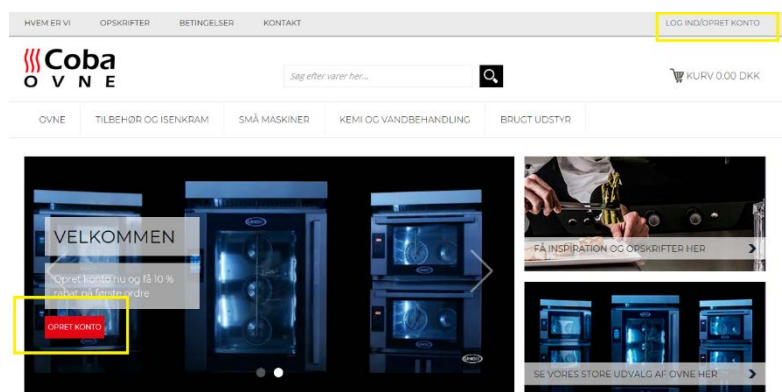 HVEM ER VI OPSKRIFTER BETINGELSER KONTAKT LOG IND/OPRET KONTO
Coba
OVNE
Søg efter varer her...
KURV 0,00 DKK
OVNE TILBEHØR OG ISENKRAM SMÅ MASKINER KEMI OG VANDBEHANDLING BRUGT UDSTYR
VELKOMMEN
Opret konto nu og få 10 %
rabat på første ordre
OPRET KONTO
FÅ INSPIRATION OG OPSKRIFTER HER
SE VORES STORE UDVALG AF OVNE HER